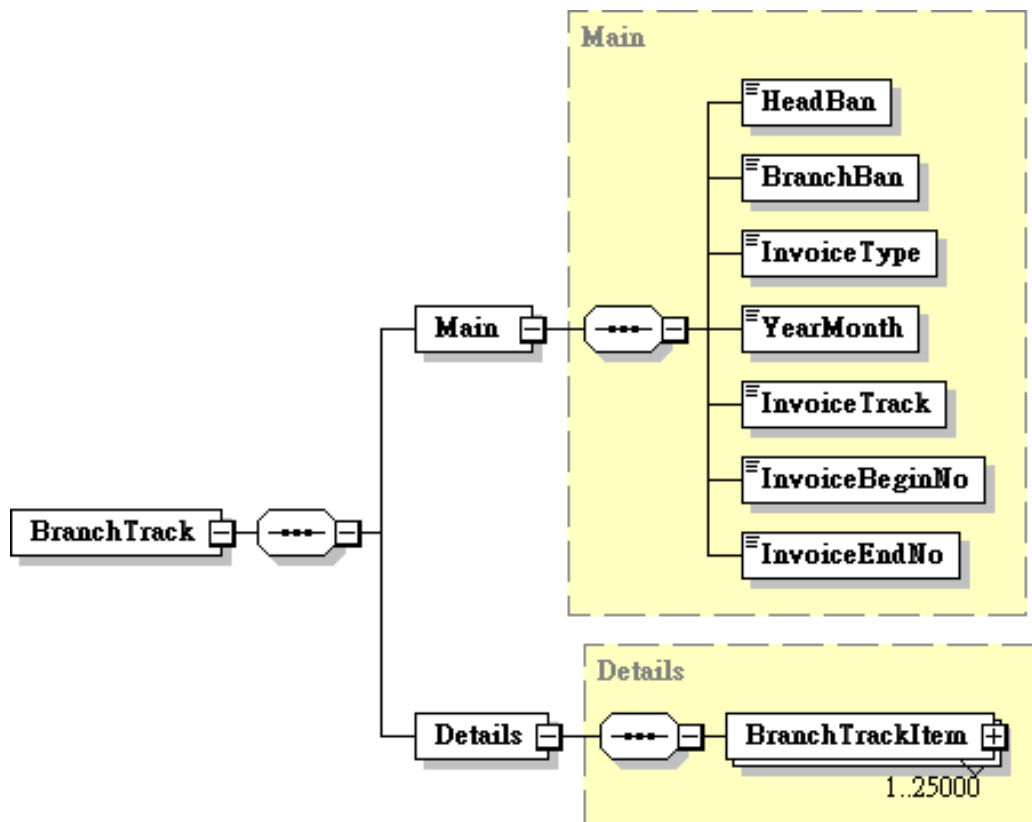 Main
HeadBan
BranchBan
InvoiceType
Main
YearMonth
InvoiceTrack
InvoiceBeginNo
BranchTrack
InvoiceEndNo
Details
Details
BranchTrackItem
1..25000